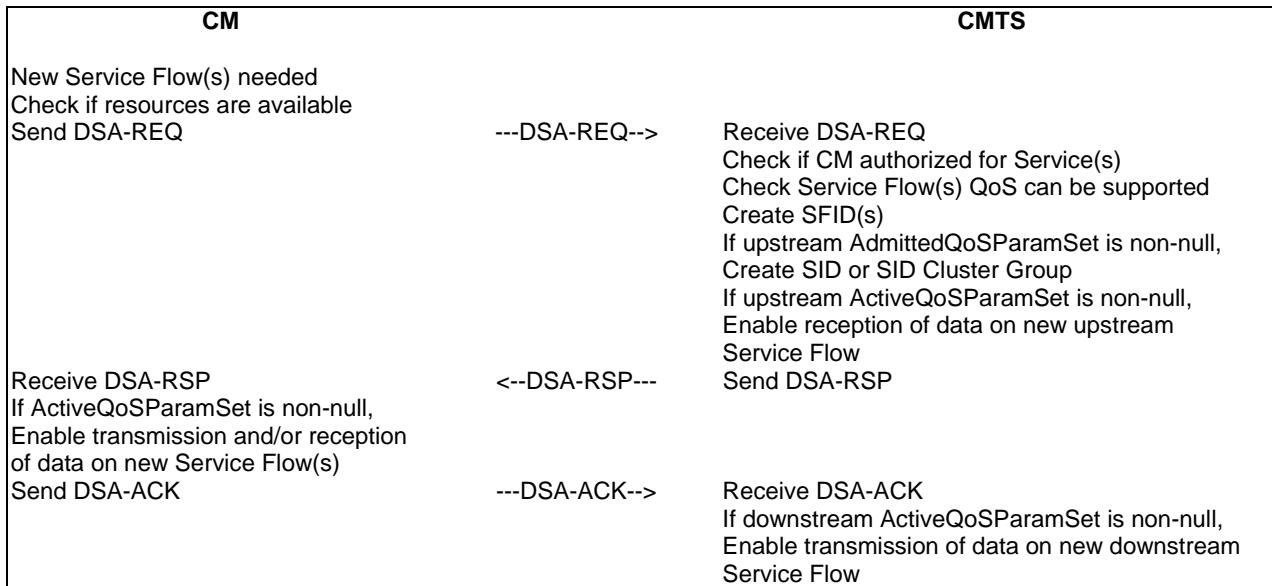 CM CMTS
New Service Flow(s) needed
Check if resources are available
Send DSA-REQ ---DSA-REQ--> Receive DSA-REQ
Check if CM authorized for Service(s)
Check Service Flow(s) QoS can be supported
Create SFID(s)
If upstream AdmittedQoSParamSet is non-null,
Create SID or SID Cluster Group
If upstream ActiveQoSParamSet is non-null,
Enable reception of data on new upstream
Service Flow
Receive DSA-RSP <--DSA-RSP--- Send DSA-RSP
If ActiveQoSParamSet is non-null,
Enable transmission and/or reception
of data on new Service Flow(s)
Send DSA-ACK ---DSA-ACK--> Receive DSA-ACK
If downstream ActiveQoSParamSet is non-null,
Enable transmission of data on new downstream
Service Flow